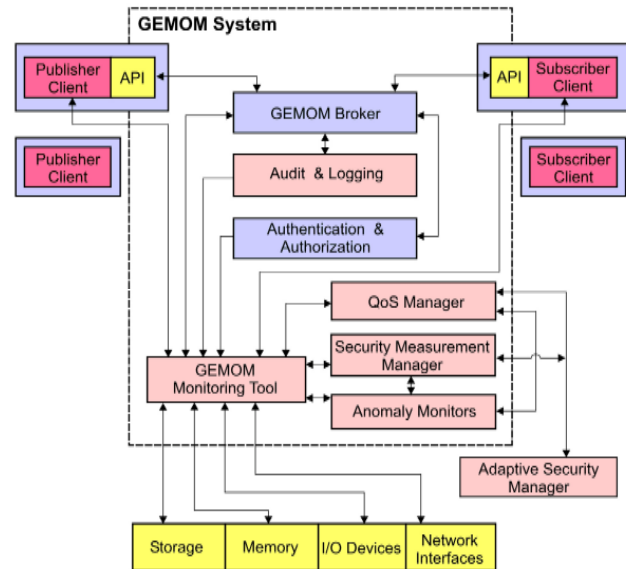 GEMOM System
Publisher
Client
API
API
Subscriber
Client
GEMOM Broker
Publisher
Client
Subscriber
Client
Audit & Logging
Authentication &
Authorization
QoS Manager
Security Measurement
Manager
GEMOM
Monitoring Tool
Anomaly Monitors
Adaptive Security
Manager
Storage
Memory
I/O Devices
Network
Interfaces